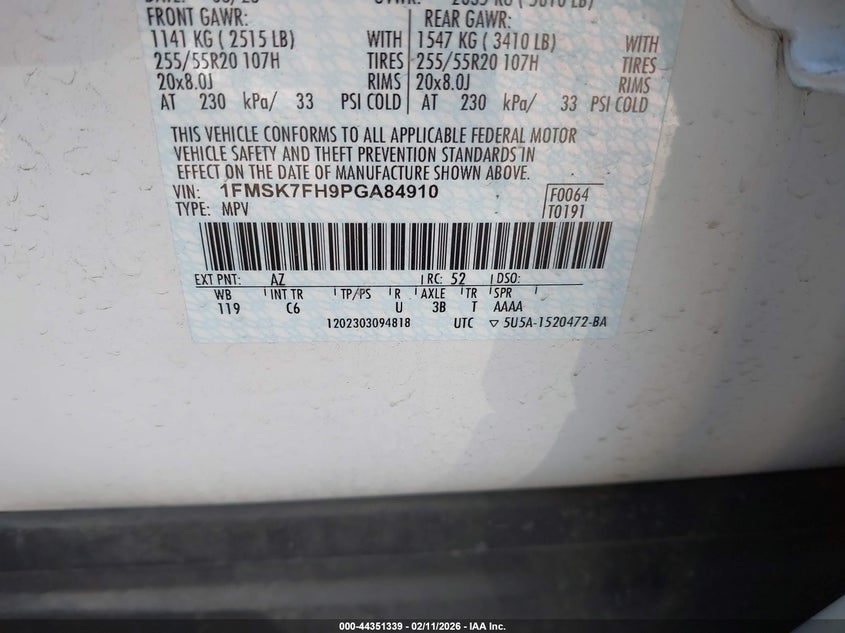 FRONT GAWR: REAR GAWR:
1141 KG ( 2515 LB) WITH 1547 KG ( 3410 LB) WITH
255/55R20 107H TIRES 255/55R20 107H TIRES
20x8.0J RIMS 20x8.0J RIMS
AT 230 kPa/ 33 PSI COLD AT 230 kPa/ 33 PSI COLD
THIS VEHICLE CONFORMS TO ALL APPLICABLE FEDERAL MOTOR
VEHICLE SAFETY AND THEFT PREVENTION STANDARDS IN
EFFECT ON THE DATE OF MANUFACTURE SHOWN ABOVE.
VIN: 1FMSK7FH9PGA84910 F0064
TYPE: MPV T0191
EXT PNT: AZ RC: 52 DSO:
WB INT TR TP/PS R AXLE TR SPR
119 C6 U 3B T AAAA
1202303094818 UTC ▽ 5U5A-1520472-BA
000-44351339 - 02/11/2026 - IAA Inc.